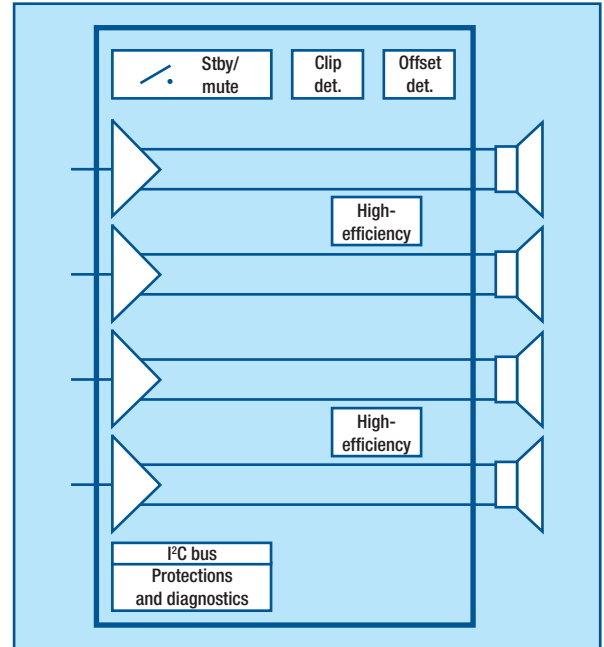 Stby/
mute
Clip
det.
Offset
det.
High-
efficiency
High-
efficiency
I²C bus
Protections
and diagnostics